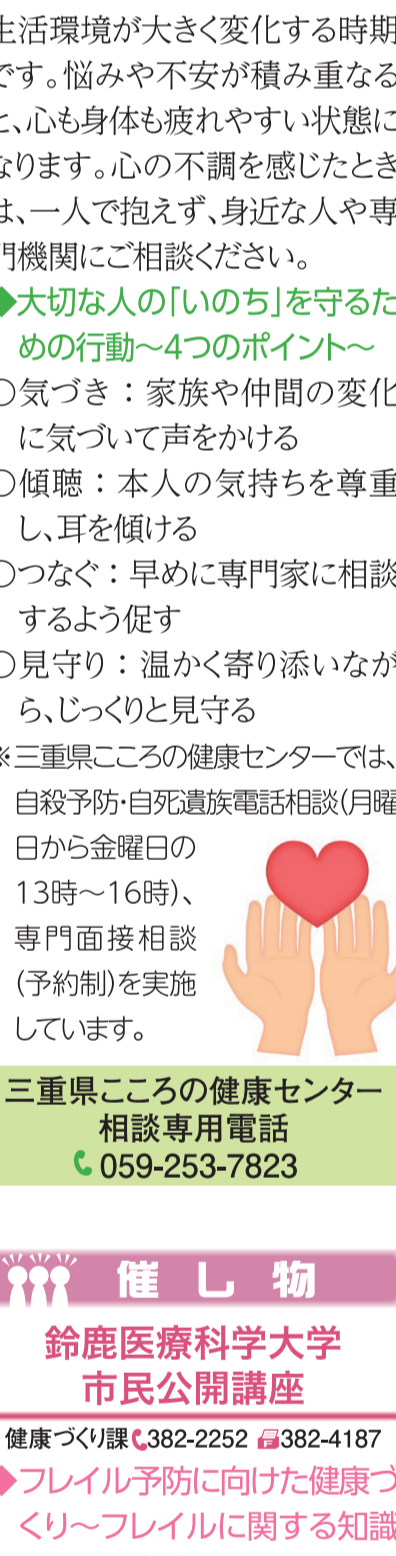 生活環境が大きく変化する時期
です。悩みや不安が積み重なる
と、心も身体も疲れやすい状態に
なります。心の不調を感じたとき
は、一人で抱えず、身近な人や専
門機関にご相談ください。
◆大切な人の「いのち」を守るた
めの行動〜4つのポイント〜
○気づき：家族や仲間の変化
に気づいて声をかける
○傾聴：本人の気持ちを尊重
し、耳を傾ける
○つなぐ：早めに専門家に相談
するよう促す
○見守り：温かく寄り添いなが
ら、じっくりと見守る
※三重県こころの健康センターでは、
自殺予防・自死遺族電話相談(月曜
日から金曜日の
13時〜16時)、
専門面接相談
(予約制)を実施
しています。
三重県こころの健康センター
相談専用電話
059-253-7823
催し物
鈴鹿医療科学大学
市民公開講座
健康づくり課 382-2252 382-4187
◆フレイル予防に向けた健康づ
くり〜フレイルに関する知識